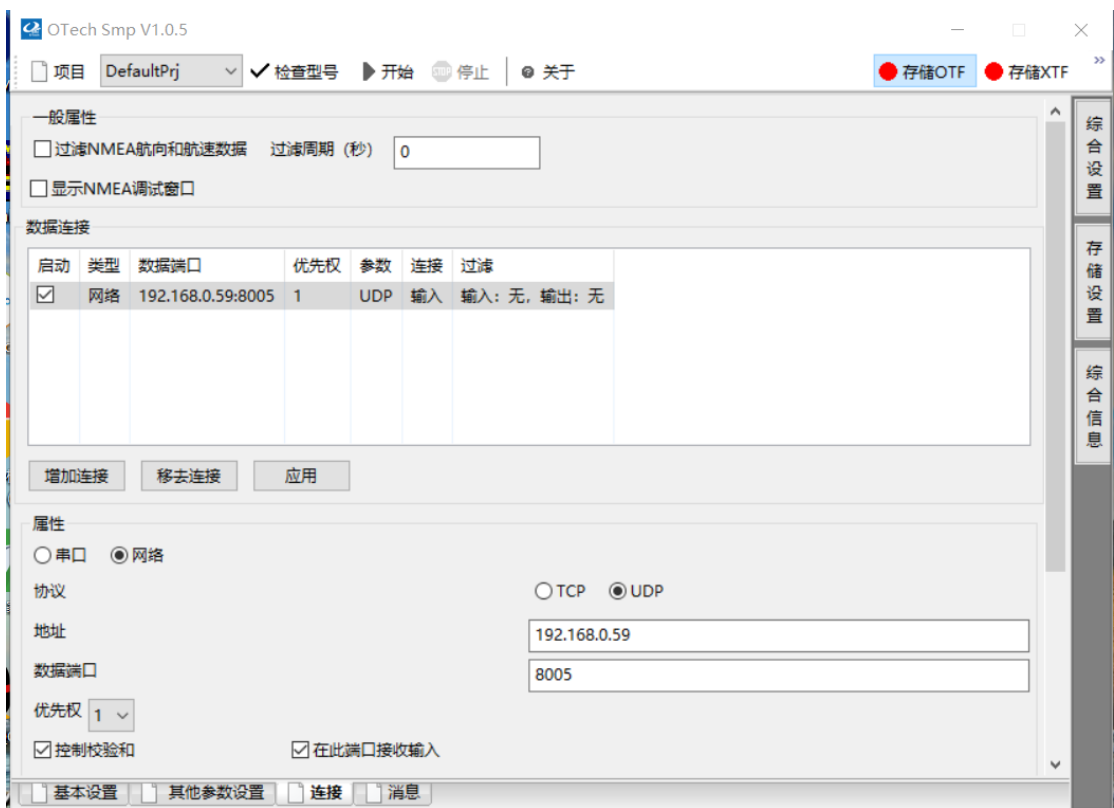 OTech Smp V1.0.5
项目 DefaultPrj 检查型号 开始 STOP 停止 关于 存储OTF 存储XTF »
一般属性
过滤NMEA航向和航速数据 过滤周期（秒） 0
显示NMEA调试窗口
数据连接
启动 类型 数据端口 优先权 参数 连接 过滤
网络 192.168.0.59:8005 1 UDP 输入 输入：无，输出：无
增加连接 移去连接 应用
属性
串口 网络
协议 TCP UDP
地址 192.168.0.59
数据端口 8005
优先权 1
控制校验和 在此端口接收输入
基本设置 其他参数设置 连接 消息
综合设置
存储设置
综合信息